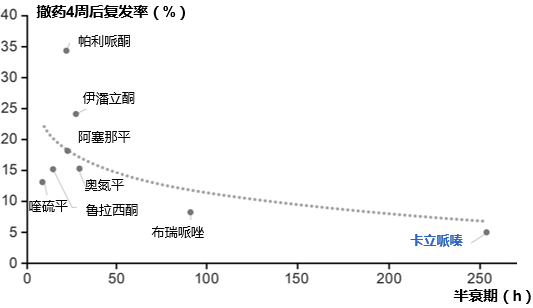 撤药4周后复发率（%）
40
35
30
25
20
15
10
5
0
帕利哌酮
伊潘立酮
阿塞那平
奥氮平
喹硫平
鲁拉西酮
布瑞哌唑
卡立哌嗪
0
50
100
150
200
250
半衰期（h）